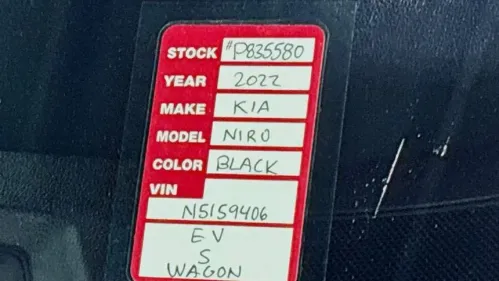 STOCK #P835580
YEAR 2022
MAKE KIA
MODEL NIRO
COLOR BLACK
VIN
N5159406
EV
S
WAGON